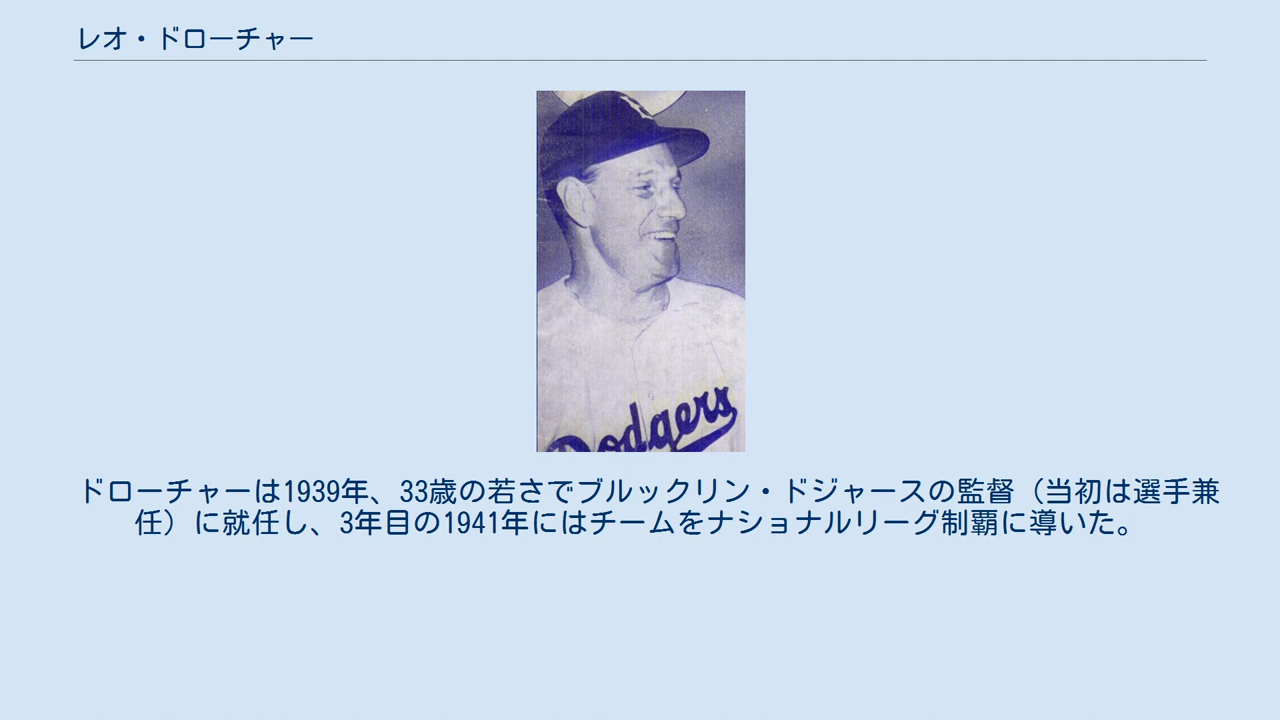 レオ・ドローチャー
Dodgers
ドローチャーは1939年、33歳の若さでブルックリン・ドジャースの監督（当初は選手兼
任）に就任し、3年目の1941年にはチームをナショナルリーグ制覇に導いた。